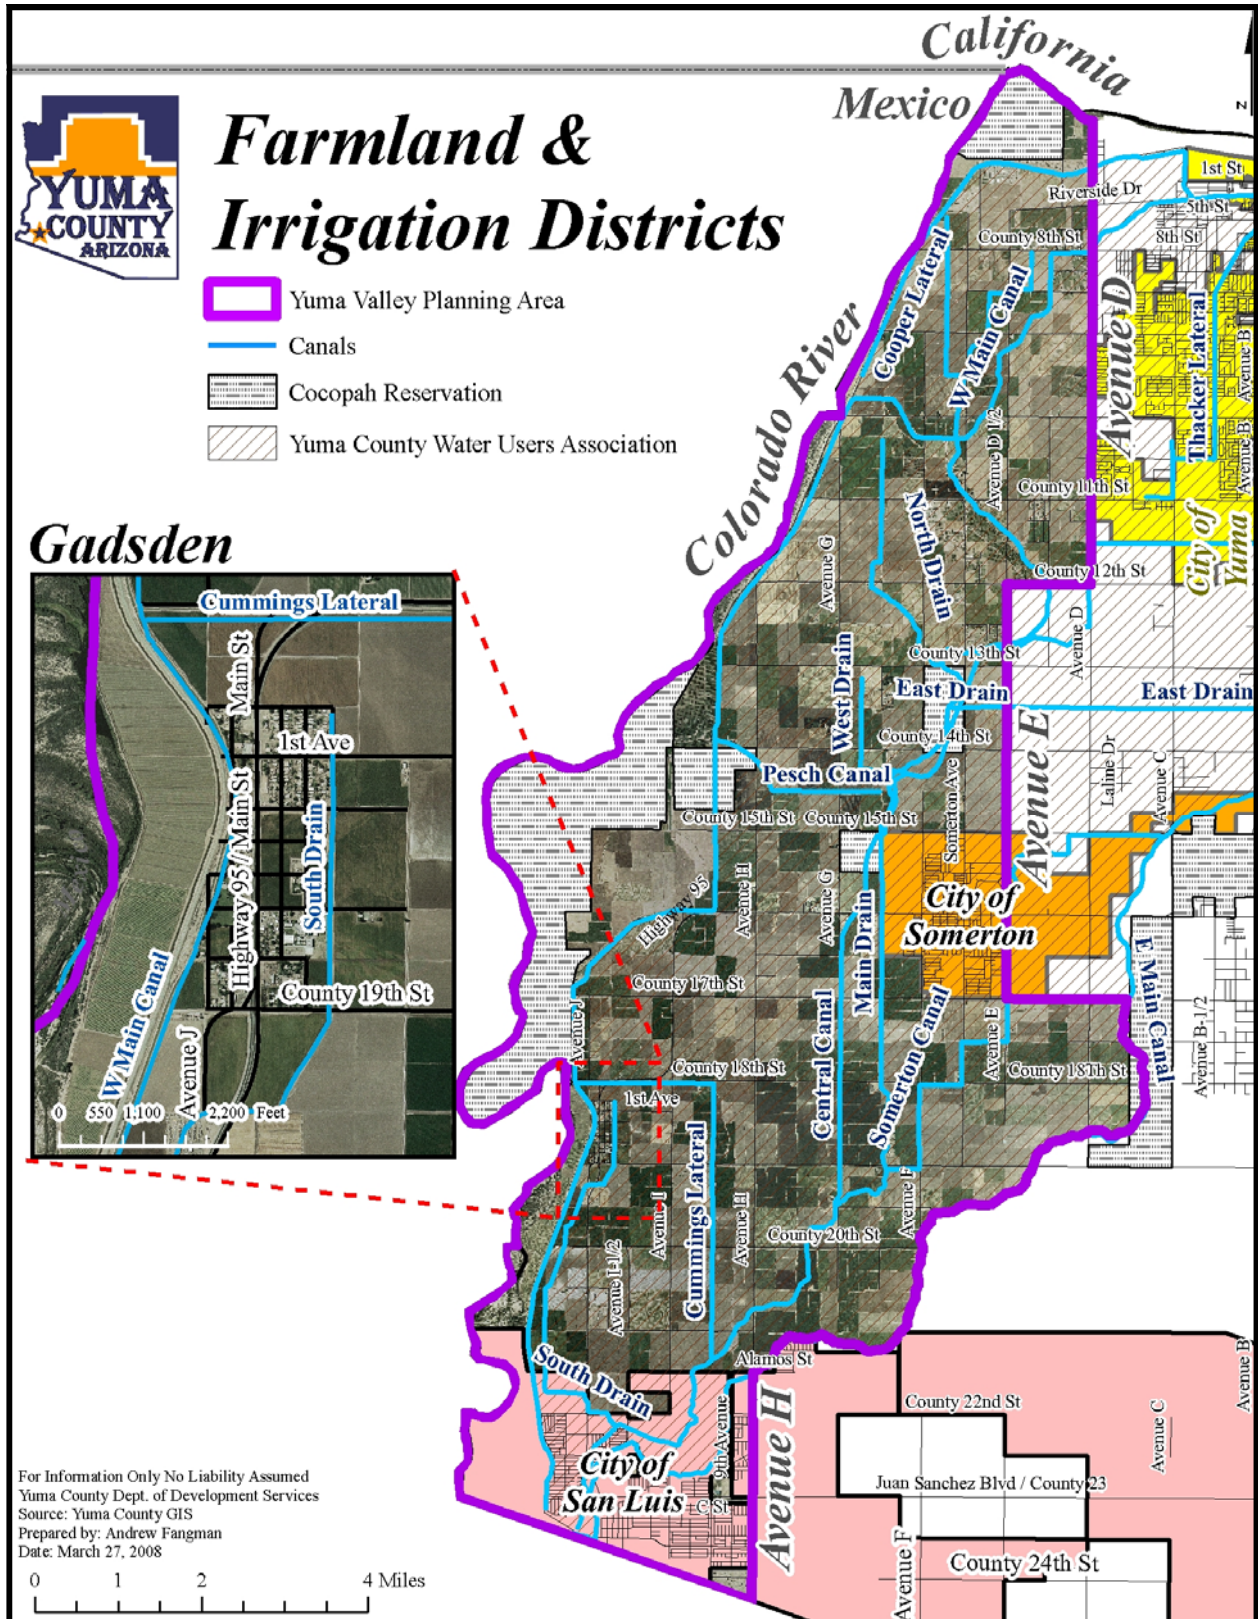 California
Mexico
YUMA
COUNTY
ARIZONA
Farmland &
Irrigation Districts
Yuma Valley Planning Area
Canals
Cocopah Reservation
Yuma County Water Users Association
z
1st St
Riverside Dr
5th St
County 8th St
8th St
Cooper Lateral
W Main Canal
Avenue D
Thacker Lateral
Avenue B
Avenue B
Colorado River
Avenue D 1/2
County 11th St
North Drain
City of
Yuma
Avenue G
County 12th St
Avenue D
County 13th St
West Drain
East Drain
East Drain
County 14th St
Avenue E
Laline Dr
Avenue C
Pesch Canal
County 15th St
County 15th St
Somerton Ave
Avenue H
Avenue G
Highway 95
Main Drain
City of
Somerton
E Main Canal
County 17th St
Avenue J
Central Canal
Somerton Canal
Avenue E
Avenue B-1/2
County 18th St
County 18th St
1st Ave
Cummings Lateral
Avenue I
Avenue H
Avenue F
County 20th St
Avenue I-1/2
South Drain
Alamos St
Avenue H
9th Avenue
City of
San Luis
C St
County 22nd St
Avenue C
Avenue B
Juan Sanchez Blvd / County 23
Avenue F
County 24th St
Gadsden
Cummings Lateral
Main St
1st Ave
Highway 95/ Main St
South Drain
County 19th St
W Main Canal
Avenue J
0 550 1,100 2,200 Feet
For Information Only No Liability Assumed
Yuma County Dept. of Development Services
Source: Yuma County GIS
Prepared by: Andrew Fangman
Date: March 27, 2008
0 1 2 4 Miles